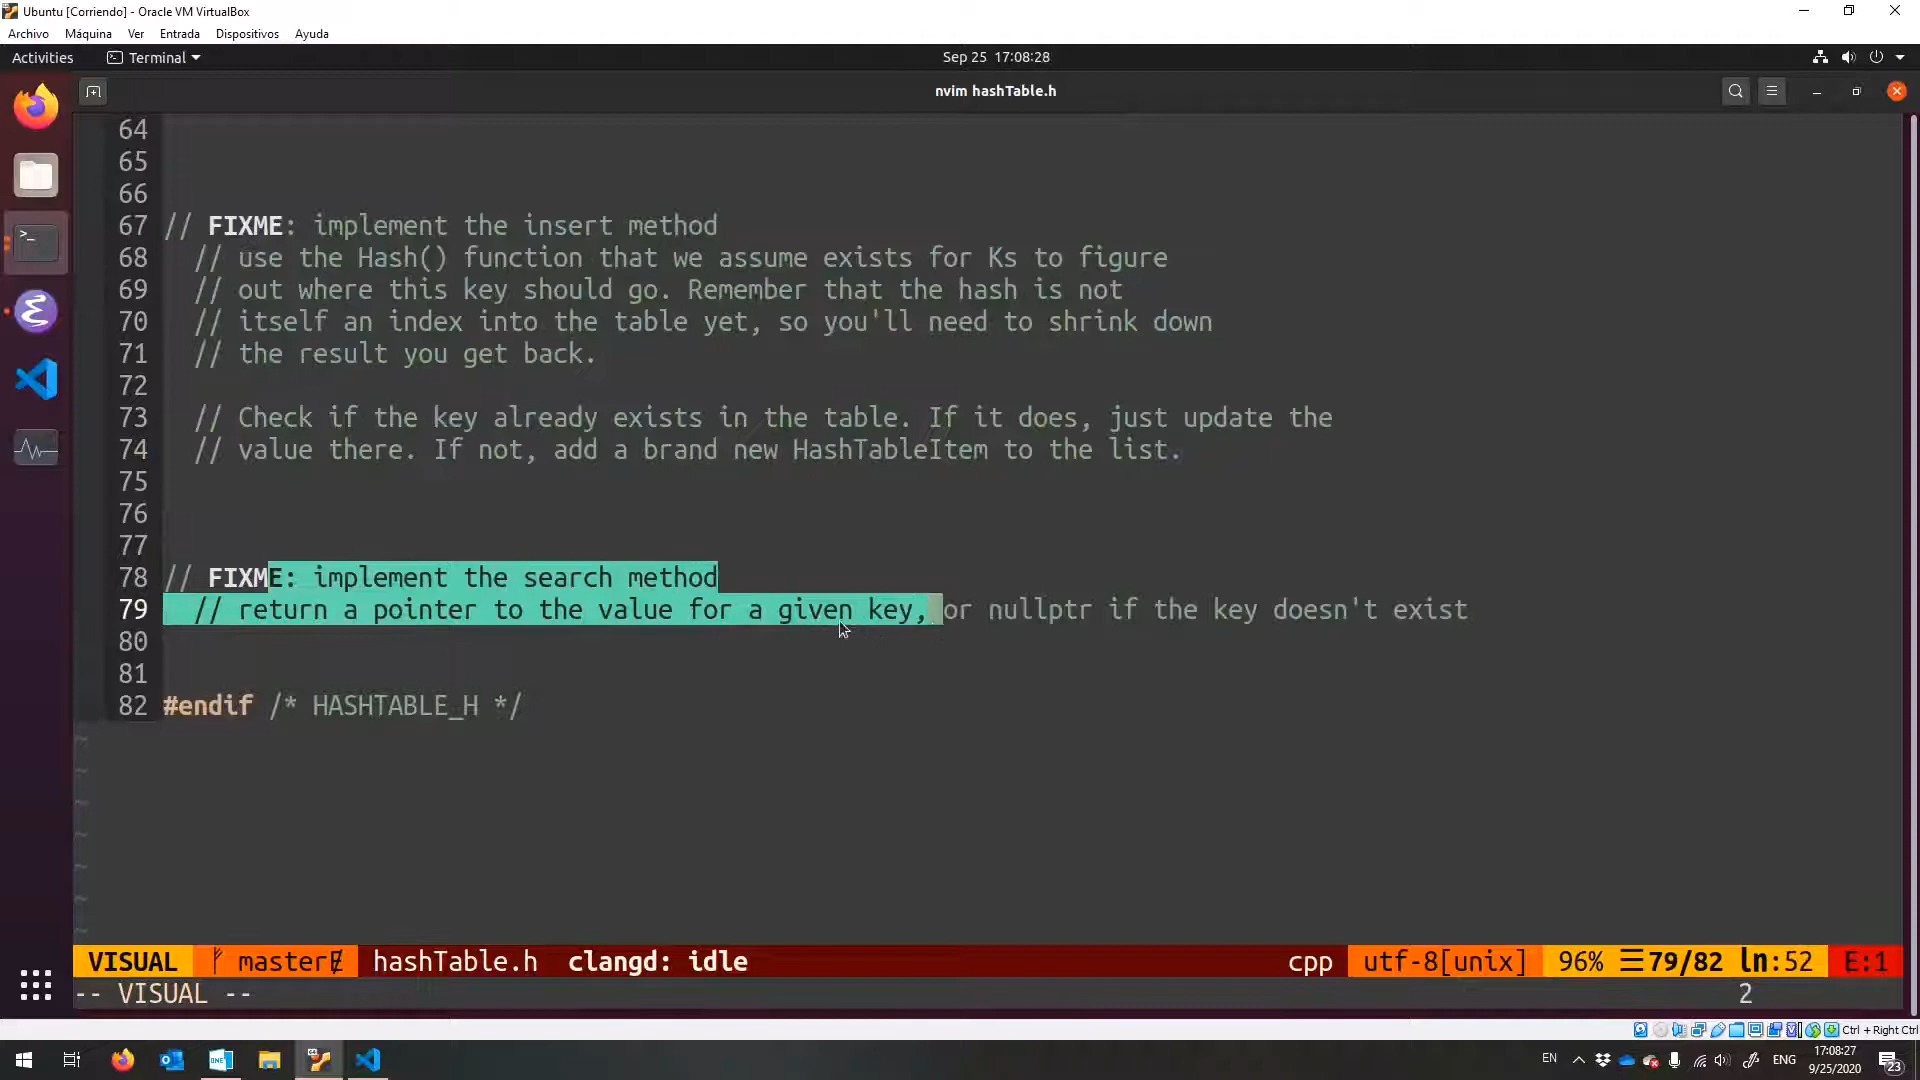 Ubuntu [Corriendo] - Oracle VM VirtualBox
Archivo Máquina Ver Entrada Dispositivos Ayuda
Activities Terminal Sep 25 17:08:28
nvim hashTable.h
64
65
66
67 // FIXME: implement the insert method
68 // use the Hash() function that we assume exists for Ks to figure
69 // out where this key should go. Remember that the hash is not
70 // itself an index into the table yet, so you'll need to shrink down
71 // the result you get back.
72
73 // Check if the key already exists in the table. If it does, just update the
74 // value there. If not, add a brand new HashTableItem to the list.
75
76
77
78 // FIXME: implement the search method
79 // return a pointer to the value for a given key, or nullptr if the key doesn't exist
80
81
82 #endif /* HASHTABLE_H */
~
~
~
~
~
~
~
VISUAL master hashTable.h clangd: idle cpp utf-8[unix] 96% ☰79/82 ln:52 E:1
-- VISUAL -- 2
Ctrl + Right Ctrl
EN ENG 17:08:27
9/25/2020 23